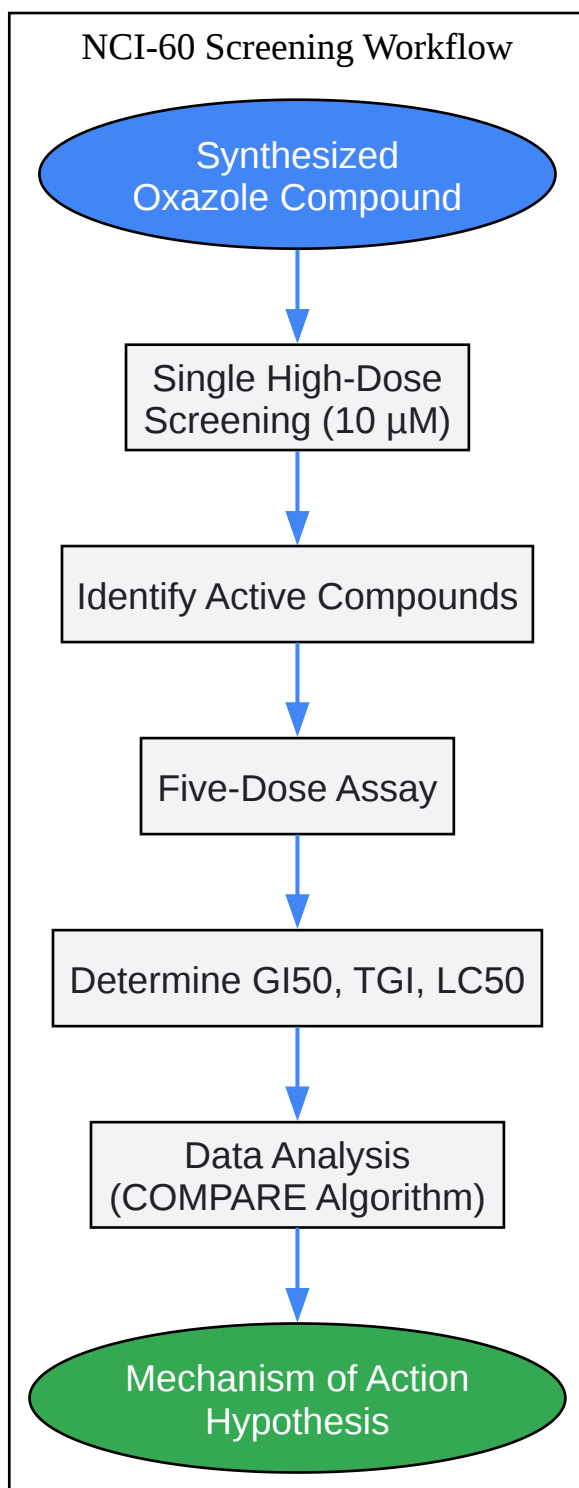 NCI-60 Screening Workflow
Synthesized
Oxazole Compound
Single High-Dose
Screening (10 µM)
Identify Active Compounds
Five-Dose Assay
Determine GI50, TGI, LC50
Data Analysis
(COMPARE Algorithm)
Mechanism of Action
Hypothesis